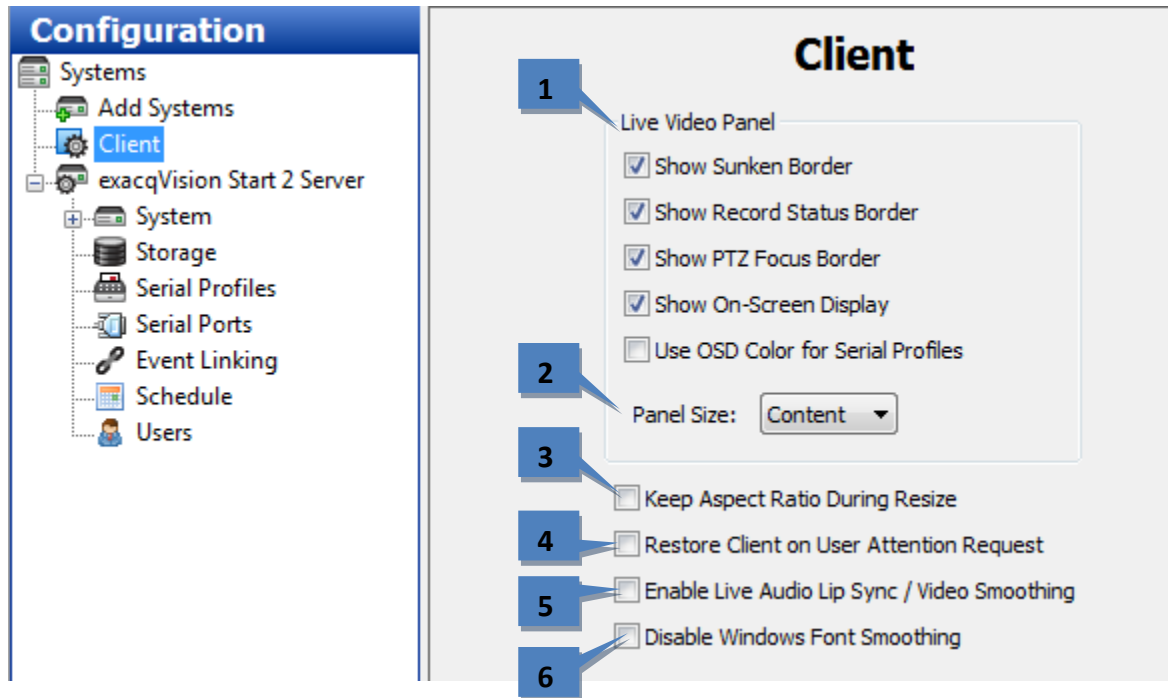 Configuration
Systems
Add Systems
Client
exacqVision Start 2 Server
System
Storage
Serial Profiles
Serial Ports
Event Linking
Schedule
Users
Client
1
Live Video Panel
Show Sunken Border
Show Record Status Border
Show PTZ Focus Border
Show On-Screen Display
Use OSD Color for Serial Profiles
2
Panel Size: Content
3
Keep Aspect Ratio During Resize
4
Restore Client on User Attention Request
5
Enable Live Audio Lip Sync / Video Smoothing
6
Disable Windows Font Smoothing